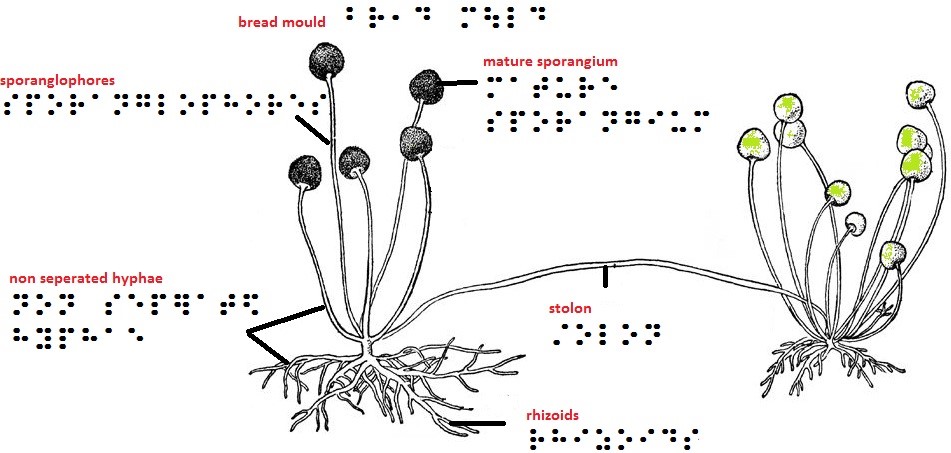 bread mould
⠃⠗⠂⠙ ⠍⠳⠇⠙
sporanglophores
⠎⠏⠕⠗⠁⠝⠛⠇⠕⠏⠓⠕⠗⠑⠎
mature sporangium
⠍⠁⠞⠥⠗⠑
⠎⠏⠕⠗⠁⠝⠛⠊⠥⠍
non seperated hyphae
⠝⠕⠝ ⠎⠑⠏⠻⠁⠞⠫
⠓⠽⠏⠓⠁⠑
stolon
⠌⠕⠇⠕⠝
rhizoids
⠗⠓⠊⠵⠕⠊⠙⠎